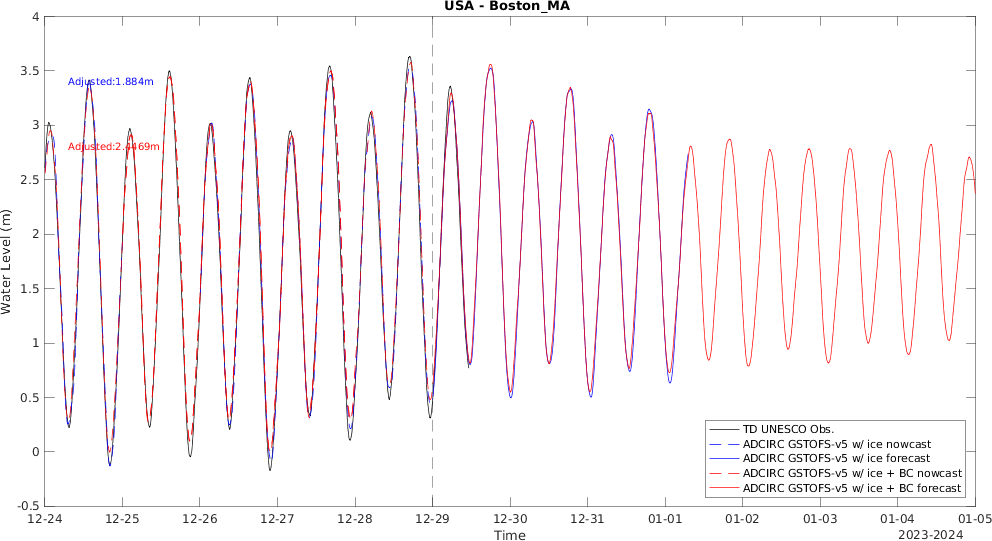 USA - Boston_MA
4
3.5
3
2.5
2
1.5
1
0.5
0
-0.5
Water Level (m)
Adjusted:1.884m
Adjusted:2.4469m
TD UNESCO Obs.
ADCIRC GSTOFS-v5 w/ ice nowcast
ADCIRC GSTOFS-v5 w/ ice forecast
ADCIRC GSTOFS-v5 w/ ice + BC nowcast
ADCIRC GSTOFS-v5 w/ ice + BC forecast
12-24 12-25 12-26 12-27 12-28 12-29 12-30 12-31 01-01 01-02 01-03 01-04 01-05
Time
2023-2024